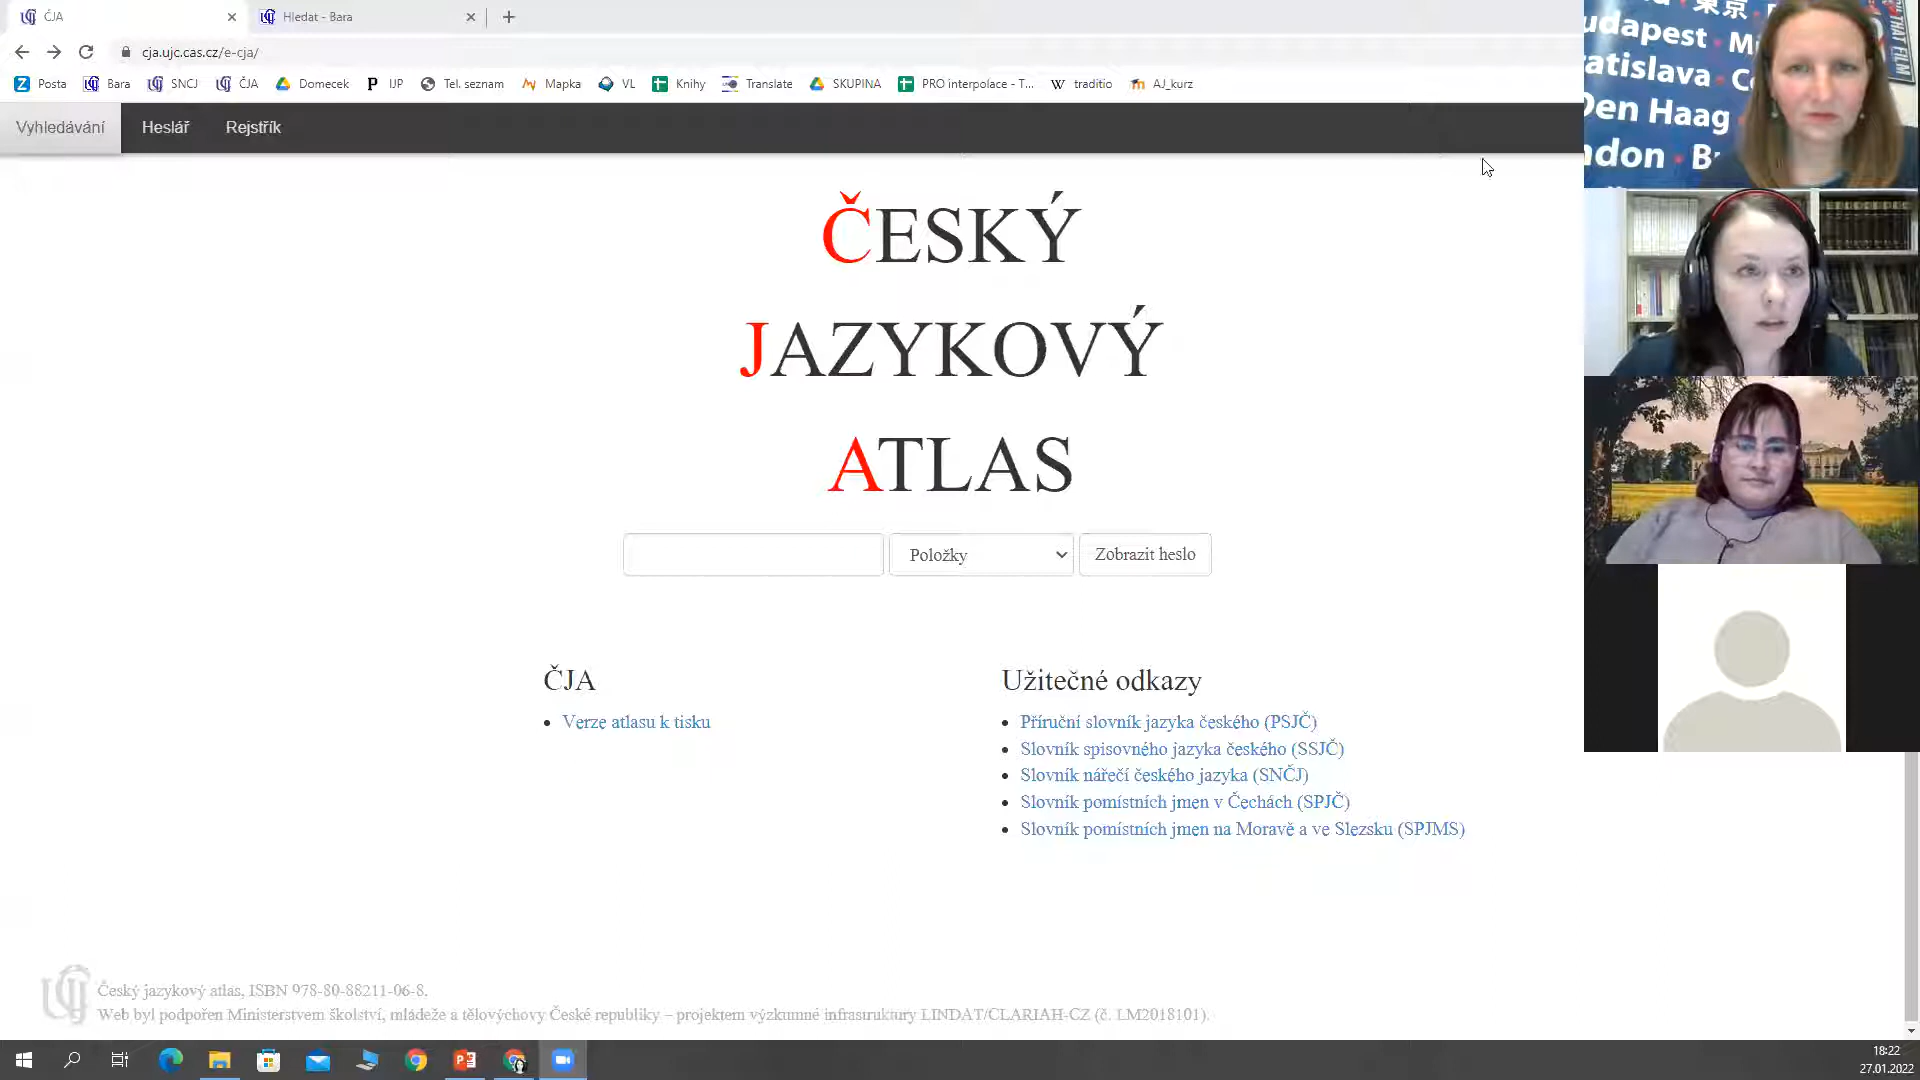 ČJA
Hledat - Bara
cja.ujc.cas.cz/e-cja/
Posta Bara SNCJ ČJA Domecek IJP Tel. seznam Mapka VL Knihy Translate SKUPINA PRO interpolace - T... traditio AJ_kurz
Vyhledávání Heslář Rejstřík
ČESKÝ
JAZYKOVÝ
ATLAS
Položky Zobrazit heslo
ČJA
Verze atlasu k tisku
Užitečné odkazy
Příruční slovník jazyka českého (PSJČ)
Slovník spisovného jazyka českého (SSJČ)
Slovník nářečí českého jazyka (SNČJ)
Slovník pomístních jmen v Čechách (SPJČ)
Slovník pomístních jmen na Moravě a ve Slezsku (SPJMS)
Český jazykový atlas, ISBN 978-80-88211-06-8.
Web byl podpořen Ministerstvem školství, mládeže a tělovýchovy České republiky – projektem výzkumné infrastruktury LINDAT/CLARIAH-CZ (č. LM2018101).
東京
udapest · M
ratislava · C
Den Haag
ndon · B
THAT FILM
18:22
27.01.2022